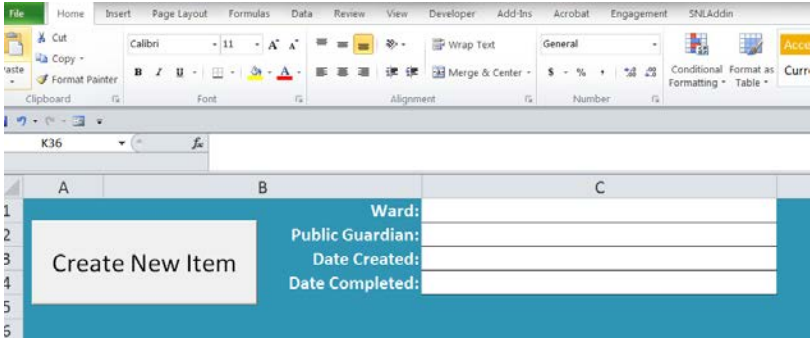 File Home Insert Page Layout Formulas Data Review View Developer Add-Ins Acrobat Engagement SNLAddin
Cut
Copy
Format Painter
Clipboard
Calibri 11 A A
B I U A
Font
Wrap Text
Merge & Center
Alignment
General
$ % ,
Number
Conditional Formatting
Format as Table
K36 fx
A B C
1 Ward:
2 Public Guardian:
3 Date Created:
4 Date Completed:
5
6
Create New Item